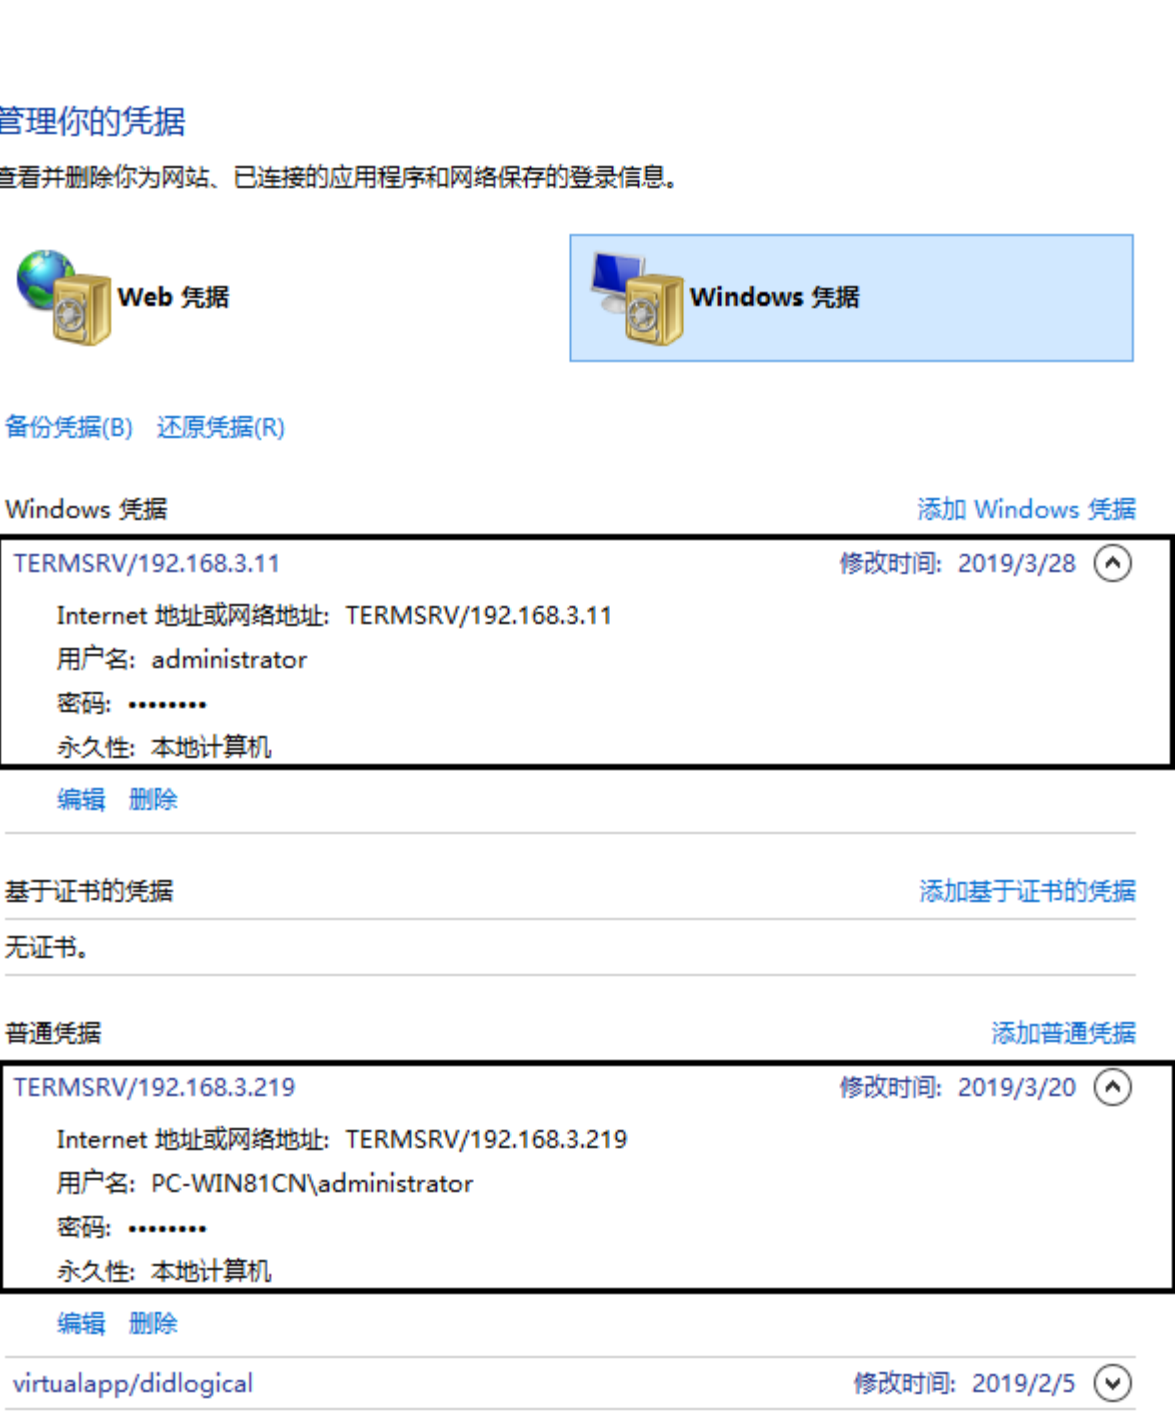 管理你的凭据
查看并删除你为网站、已连接的应用程序和网络保存的登录信息。
Web 凭据
Windows 凭据
备份凭据(B) 还原凭据(R)
Windows 凭据 添加 Windows 凭据
TERMSRV/192.168.3.11 修改时间: 2019/3/28
Internet 地址或网络地址: TERMSRV/192.168.3.11
用户名: administrator
密码: ••••••••
永久性: 本地计算机
编辑 删除
基于证书的凭据 添加基于证书的凭据
无证书。
普通凭据 添加普通凭据
TERMSRV/192.168.3.219 修改时间: 2019/3/20
Internet 地址或网络地址: TERMSRV/192.168.3.219
用户名: PC-WIN81CN\administrator
密码: ••••••••
永久性: 本地计算机
编辑 删除
virtualapp/didlogical 修改时间: 2019/2/5